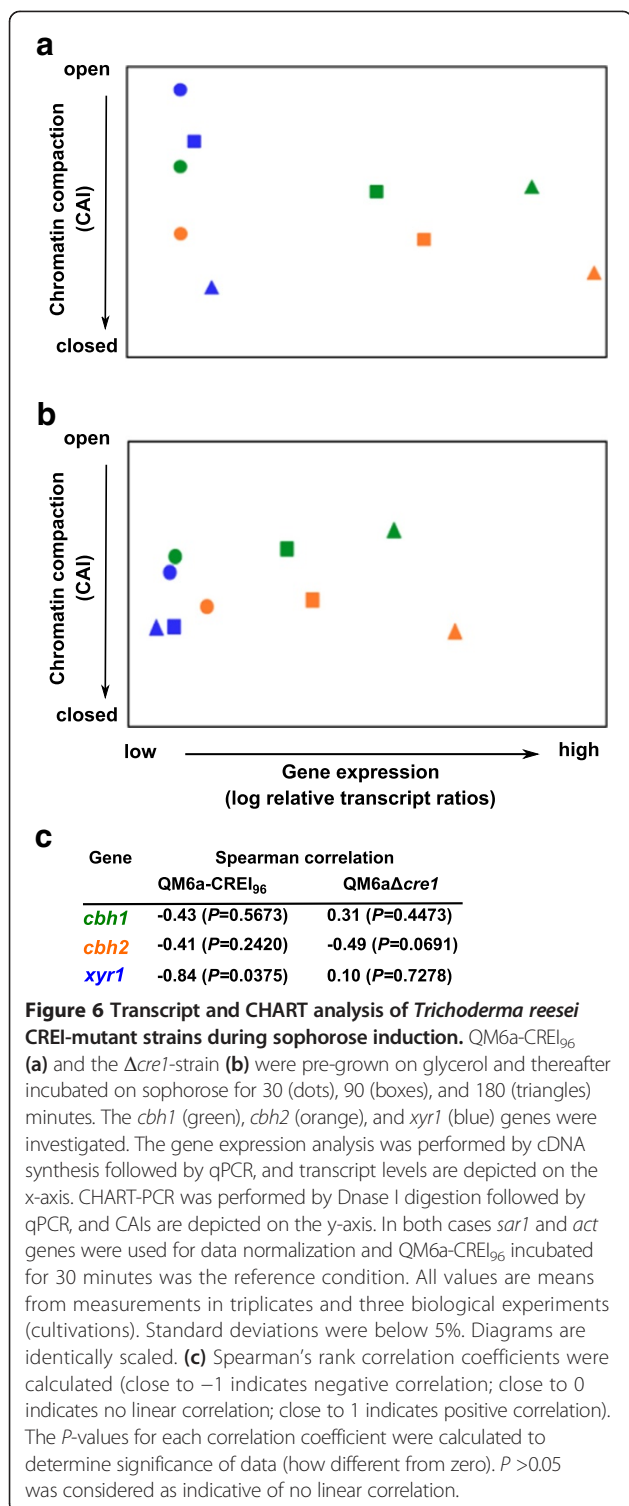 a
open
Chromatin compaction
(CAI)
closed
b
open
Chromatin compaction
(CAI)
closed
low
high
Gene expression
(log relative transcript ratios)
c
Gene Spearman correlation
QM6a-CREI₉₆ QM6aΔcre1
cbh1 -0.43 (P=0.5673) 0.31 (P=0.4473)
cbh2 -0.41 (P=0.2420) -0.49 (P=0.0691)
xyr1 -0.84 (P=0.0375) 0.10 (P=0.7278)
Figure 6 Transcript and CHART analysis of Trichoderma reesei
CREI-mutant strains during sophorose induction. QM6a-CREI₉₆
(a) and the Δcre1-strain (b) were pre-grown on glycerol and thereafter
incubated on sophorose for 30 (dots), 90 (boxes), and 180 (triangles)
minutes. The cbh1 (green), cbh2 (orange), and xyr1 (blue) genes were
investigated. The gene expression analysis was performed by cDNA
synthesis followed by qPCR, and transcript levels are depicted on the
x-axis. CHART-PCR was performed by Dnase I digestion followed by
qPCR, and CAIs are depicted on the y-axis. In both cases sar1 and act
genes were used for data normalization and QM6a-CREI₉₆ incubated
for 30 minutes was the reference condition. All values are means
from measurements in triplicates and three biological experiments
(cultivations). Standard deviations were below 5%. Diagrams are
identically scaled. (c) Spearman's rank correlation coefficients were
calculated (close to −1 indicates negative correlation; close to 0
indicates no linear correlation; close to 1 indicates positive correlation).
The P-values for each correlation coefficient were calculated to
determine significance of data (how different from zero). P >0.05
was considered as indicative of no linear correlation.